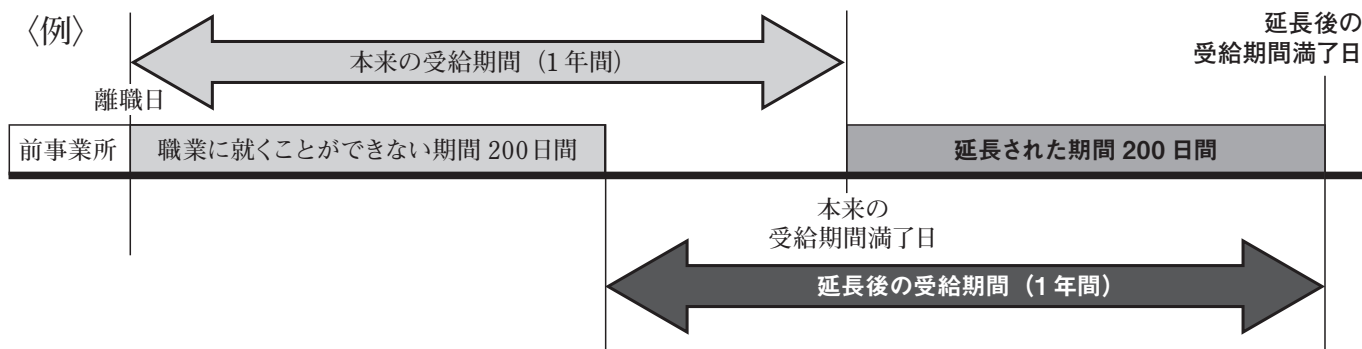 〈例〉
延長後の
受給期間満了日
本来の受給期間（1年間）
離職日
前事業所
職業に就くことができない期間 200日間
延長された期間 200 日間
本来の
受給期間満了日
延長後の受給期間（1 年間）